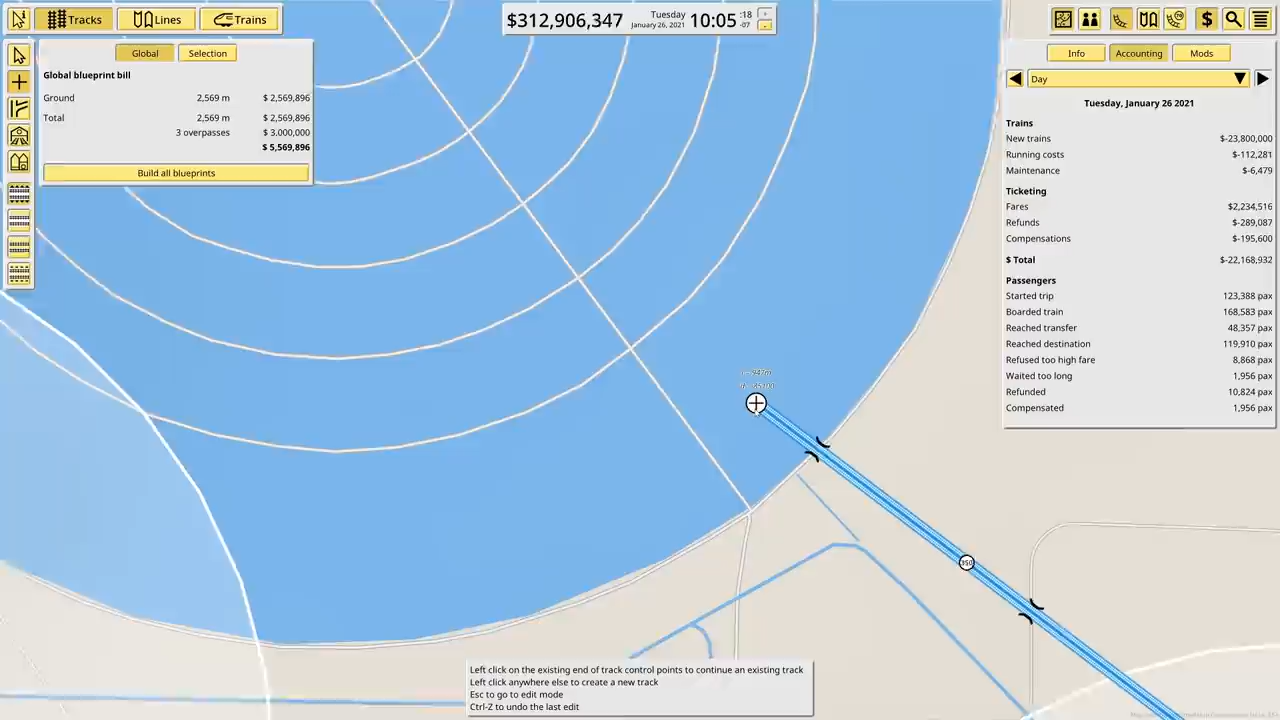 Tracks
Lines
Trains
$312,906,347
Tuesday
January 26, 2021
10:05
:18
-07
Global
Selection
Global blueprint bill
Ground 2,569 m $ 2,569,896
Total 2,569 m $ 2,569,896
3 overpasses $ 3,000,000
$ 5,569,896
Build all blueprints
Info
Accounting
Mods
Day
Tuesday, January 26 2021
Trains
New trains $-23,800,000
Running costs $-112,281
Maintenance $-6,479
Ticketing
Fares $2,234,516
Refunds $-289,087
Compensations $-195,600
$ Total $-22,168,932
Passengers
Started trip 123,388 pax
Boarded train 168,583 pax
Reached transfer 48,357 pax
Reached destination 119,910 pax
Refused too high fare 8,868 pax
Waited too long 1,956 pax
Refunded 10,824 pax
Compensated 1,956 pax
350
Left click on the existing end of track control points to continue an existing track
Left click anywhere else to create a new track
Esc to go to edit mode
Ctrl-Z to undo the last edit